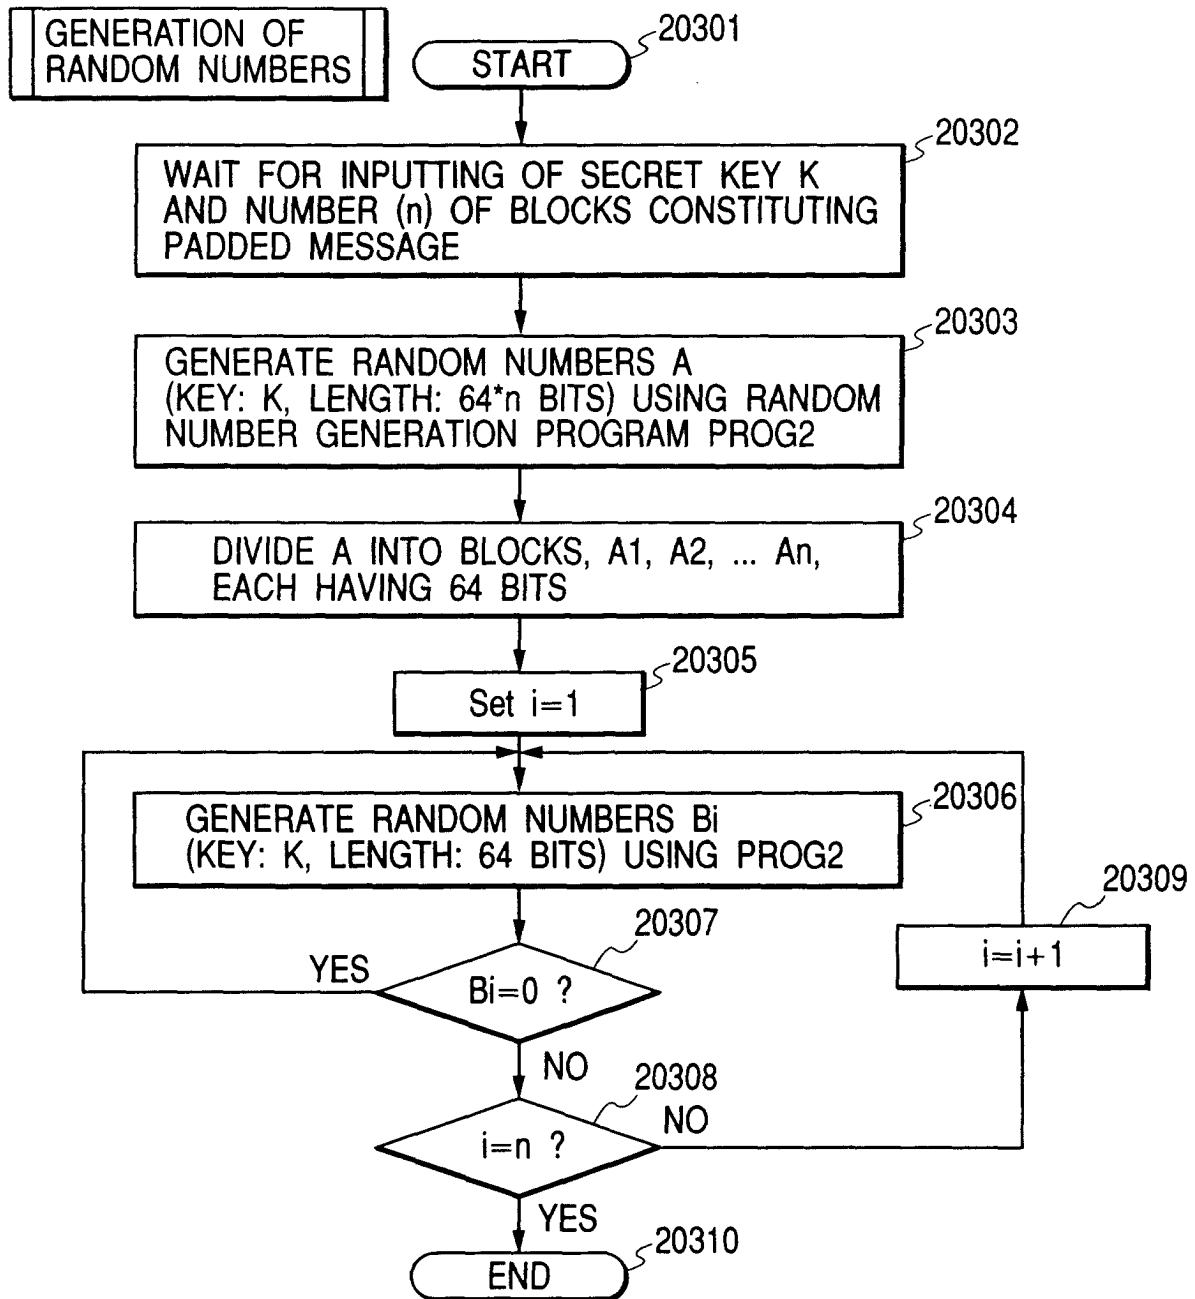 GENERATION OF
RANDOM NUMBERS
START
20301
20302
WAIT FOR INPUTTING OF SECRET KEY K
AND NUMBER (n) OF BLOCKS CONSTITUTING
PADDED MESSAGE
20303
GENERATE RANDOM NUMBERS A
(KEY: K, LENGTH: 64*n BITS) USING RANDOM
NUMBER GENERATION PROGRAM PROG2
20304
DIVIDE A INTO BLOCKS, A1, A2, ... An,
EACH HAVING 64 BITS
20305
Set i=1
20306
GENERATE RANDOM NUMBERS Bi
(KEY: K, LENGTH: 64 BITS) USING PROG2
20307
YES
Bi=0 ?
20309
i=i+1
NO
20308
i=n ?
NO
YES
20310
END